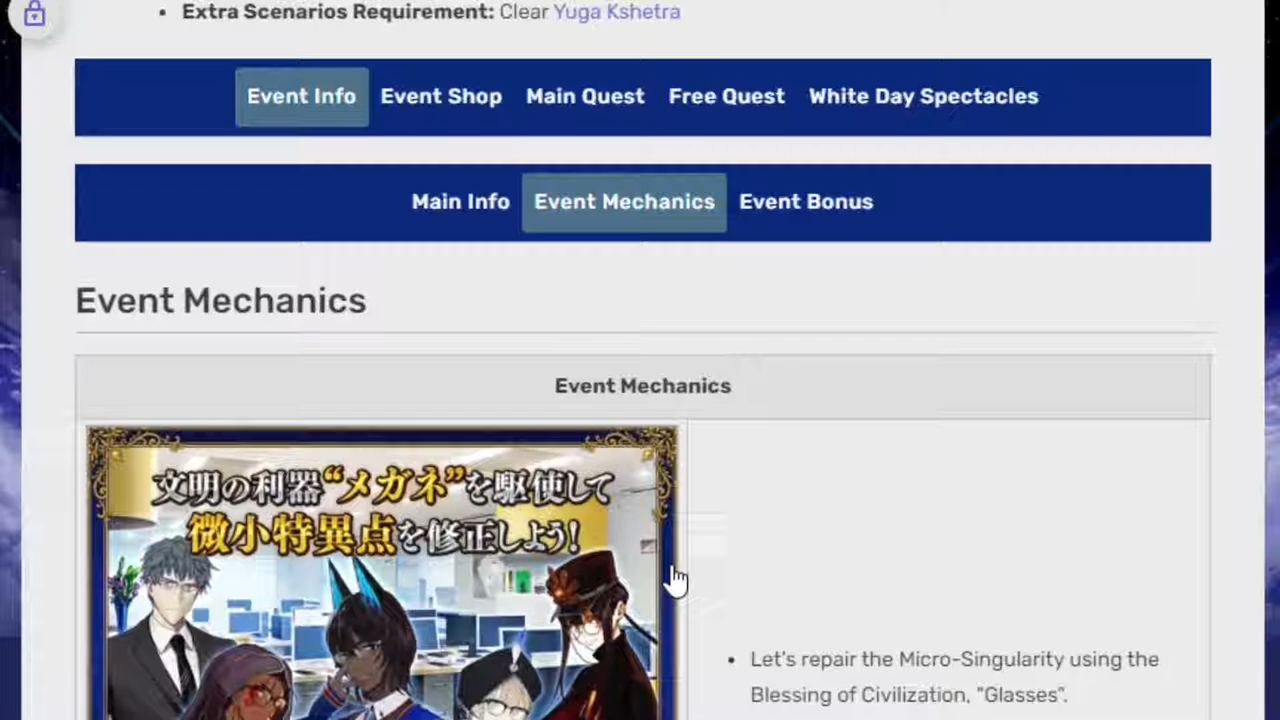 Extra Scenarios Requirement: Clear Yuga Kshetra
Event Info Event Shop Main Quest Free Quest White Day Spectacles
Main Info Event Mechanics Event Bonus
Event Mechanics
Event Mechanics
文明の利器“メガネ”を駆使して
微小特異点を修正しよう!
Let's repair the Micro-Singularity using the
Blessing of Civilization, "Glasses".